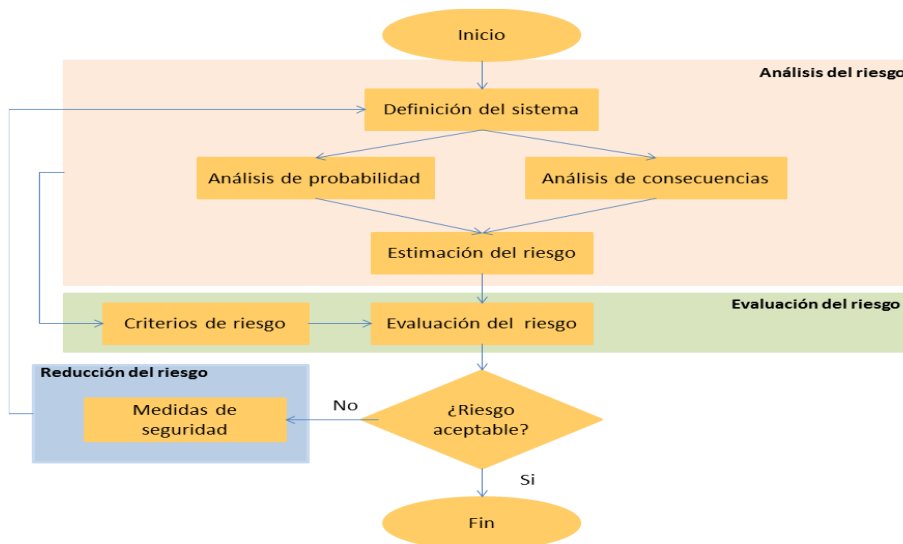 Inicio
Análisis del riesgo
Definición del sistema
Análisis de probabilidad
Análisis de consecuencias
Estimación del riesgo
Evaluación del riesgo
Criterios de riesgo
Evaluación del riesgo
Reducción del riesgo
Medidas de
seguridad
No
¿Riesgo
aceptable?
Si
Fin